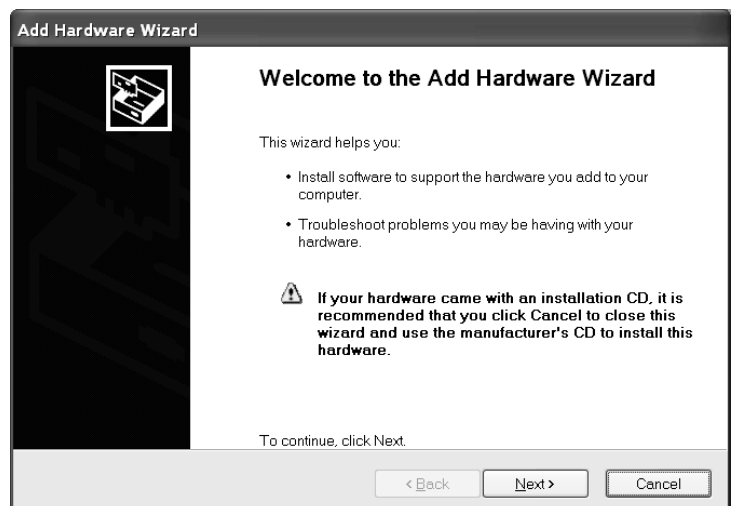 Add Hardware Wizard
Welcome to the Add Hardware Wizard
This wizard helps you:
• Install software to support the hardware you add to your
computer.
• Troubleshoot problems you may be having with your
hardware.
If your hardware came with an installation CD, it is
recommended that you click Cancel to close this
wizard and use the manufacturer's CD to install this
hardware.
To continue, click Next.
< Back Next > Cancel